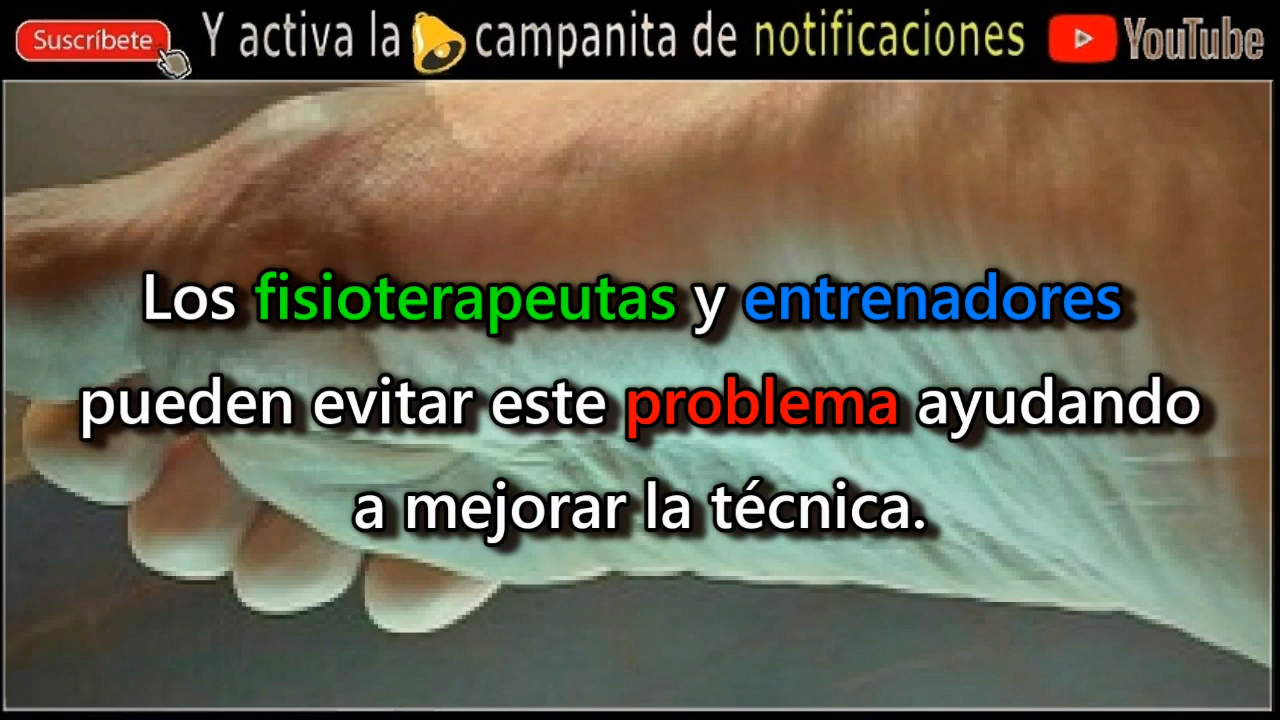 Suscríbete Y activa la campanita de notificaciones YouTube
Los fisioterapeutas y entrenadores
pueden evitar este problema ayudando
a mejorar la técnica.